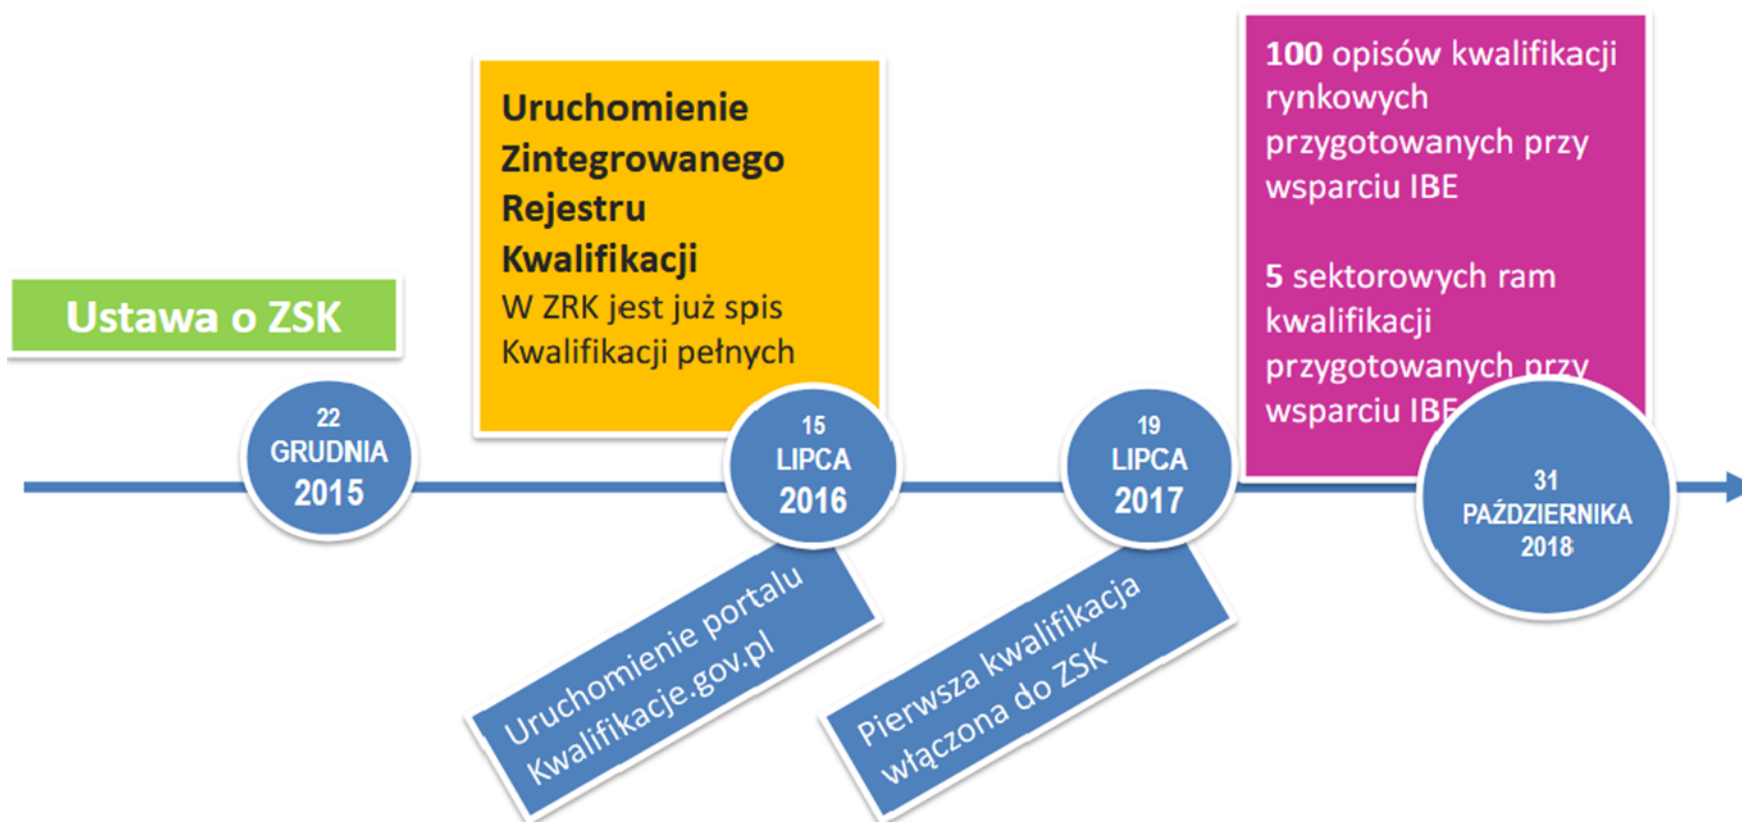 Ustawa o ZSK
22
GRUDNIA
2015
Uruchomienie
Zintegrowanego
Rejestru
Kwalifikacji
W ZRK jest już spis
Kwalifikacji pełnych
15
LIPCA
2016
Uruchomienie portalu
Kwalifikacje.gov.pl
19
LIPCA
2017
Pierwsza kwalifikacja
włączona do ZSK
100 opisów kwalifikacji
rynkowych
przygotowanych przy
wsparciu IBE
5 sektorowych ram
kwalifikacji
przygotowanych przy
wsparciu IBE
31
PAŹDZIERNIKA
2018